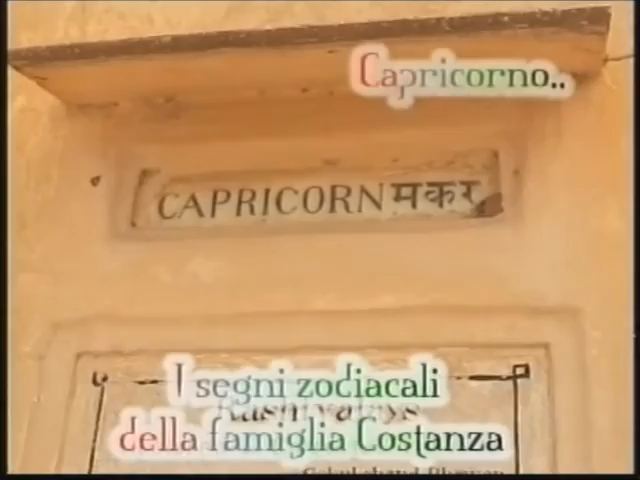 Capricorno..
CAPRICORN मकर
I segni zodiacali
della famiglia Costanza